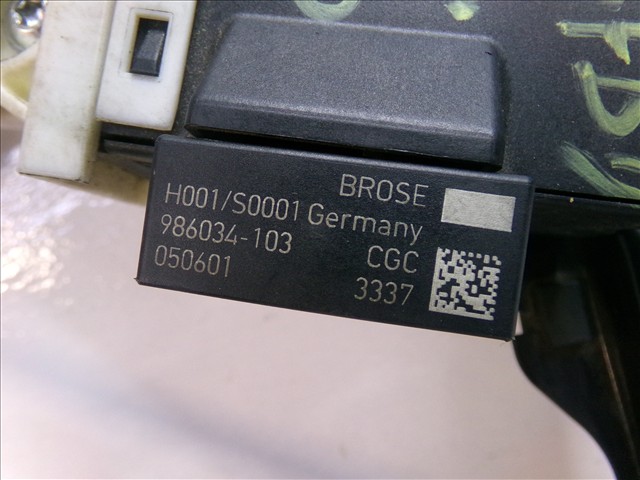 BROSE
H001/S0001 Germany
986034-103 CGC
050601 3337